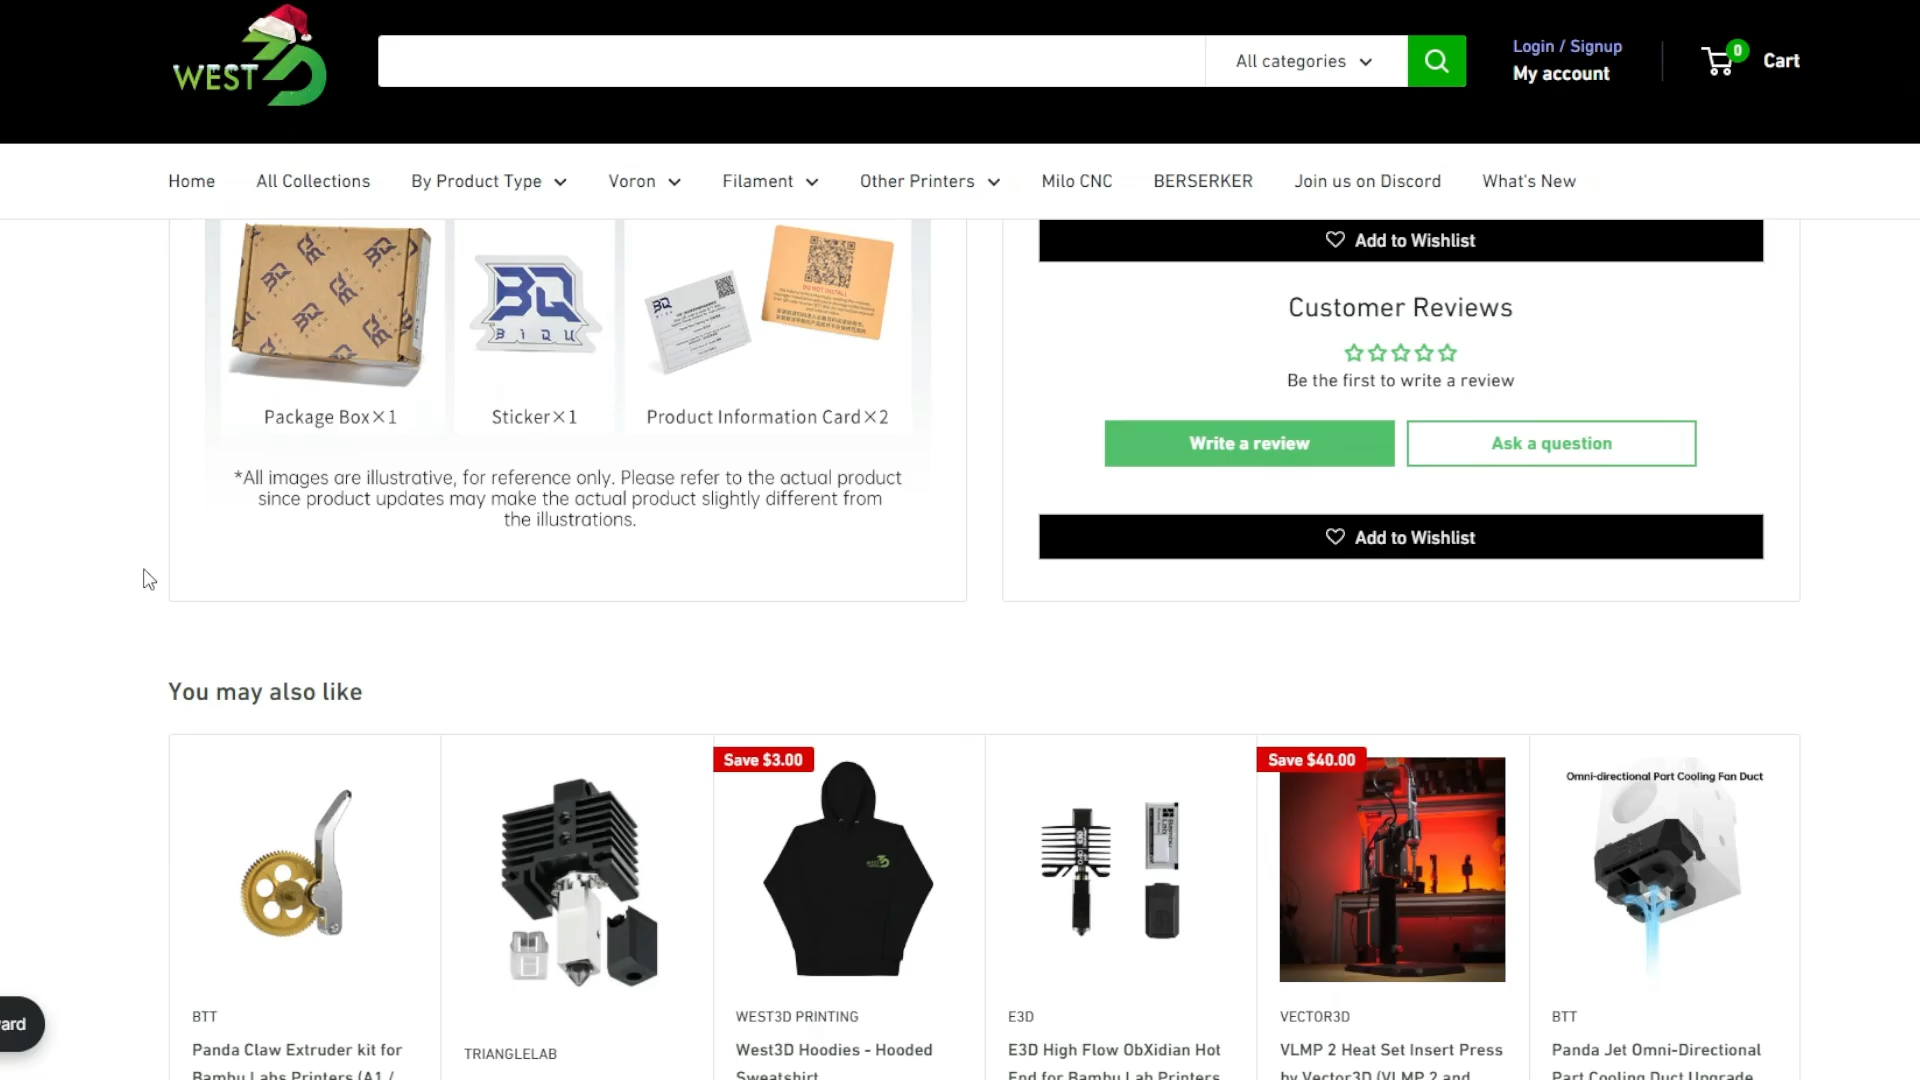 WEST3D
All categories
Login / Signup
My account
0
Cart
Home
All Collections
By Product Type
Voron
Filament
Other Printers
Milo CNC
BERSERKER
Join us on Discord
What's New
BQ
BIQU
DO NOT INSTALL
Package Box×1
Sticker×1
Product Information Card×2
*All images are illustrative, for reference only. Please refer to the actual product
since product updates may make the actual product slightly different from
the illustrations.
Add to Wishlist
Customer Reviews
Be the first to write a review
Write a review
Ask a question
Add to Wishlist
You may also like
Save $3.00
Save $40.00
Omni-directional Part Cooling Fan Duct
ard
BTT
Panda Claw Extruder kit for
Bambu Labs Printers (A1 /
TRIANGLELAB
WEST3D PRINTING
West3D Hoodies - Hooded
Sweatshirt
E3D
E3D High Flow ObXidian Hot
End for Bambu Lab Printers
VECTOR3D
VLMP 2 Heat Set Insert Press
by Vector3D (VLMP 2 and
BTT
Panda Jet Omni-Directional
Part Cooling Duct Upgrade